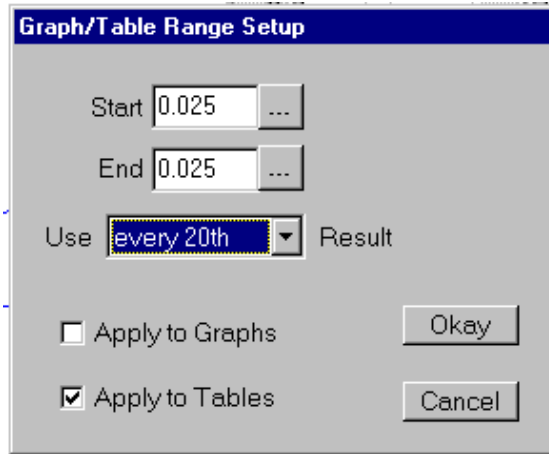 Graph/Table Range Setup
Start 0.025 ...
End 0.025 ...
Use every 20th Result
Apply to Graphs
Okay
Apply to Tables
Cancel